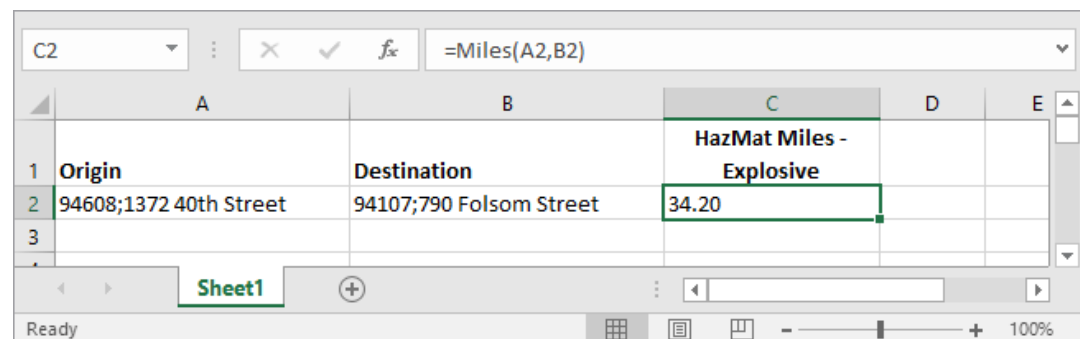 C2 fx =Miles(A2,B2)
A B C D E
HazMat Miles -
1 Origin Destination Explosive
2 94608;1372 40th Street 94107;790 Folsom Street 34.20
3
Sheet1
Ready 100%